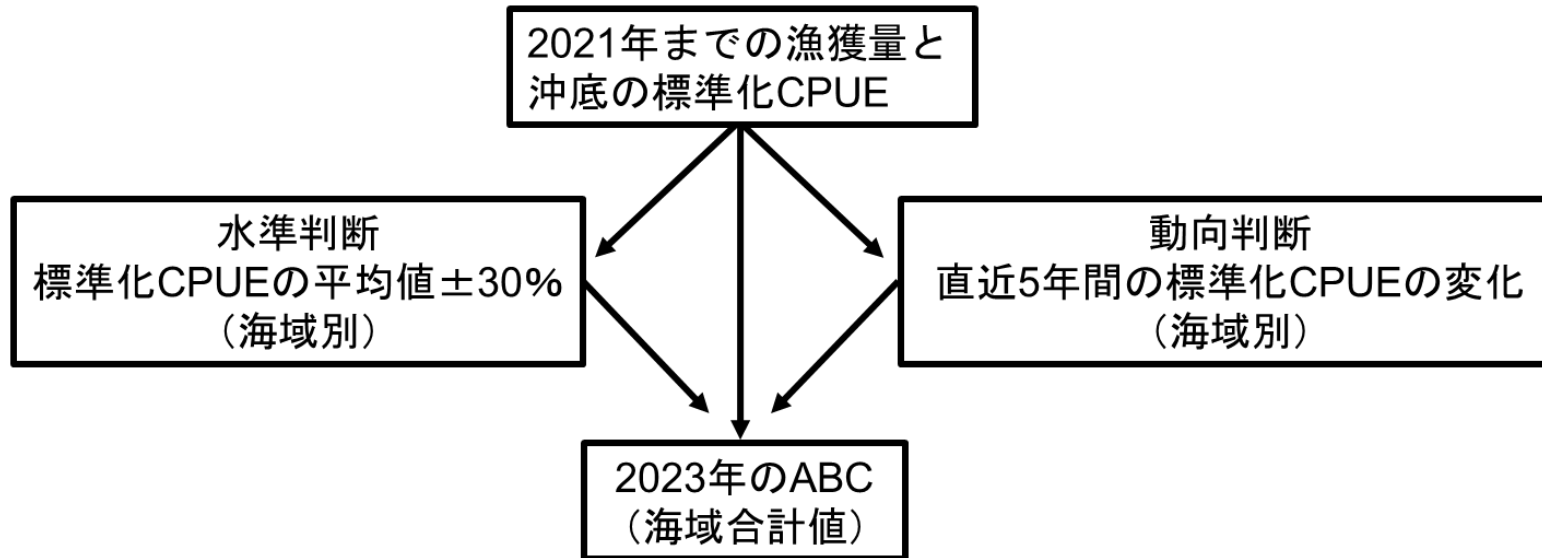 2021年までの漁獲量と
沖底の標準化CPUE
水準判断
標準化CPUEの平均値±30%
（海域別）
動向判断
直近5年間の標準化CPUEの変化
（海域別）
2023年のABC
（海域合計値）